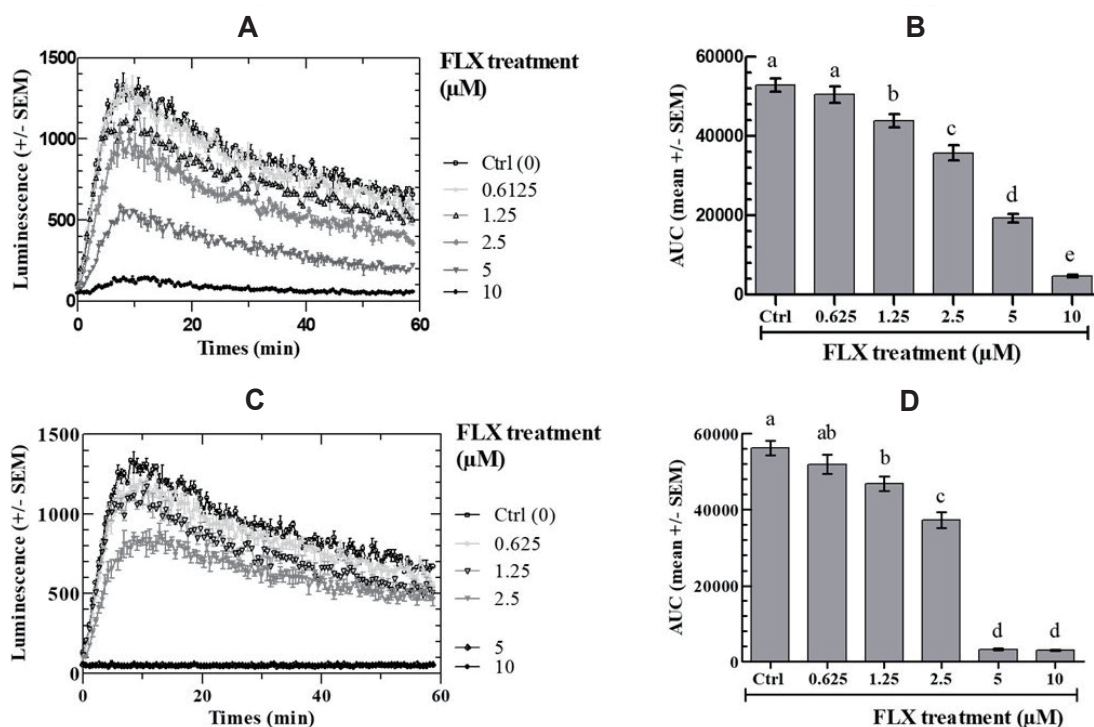 A
1500
1000
500
0
0
20
40
60
Luminescence (+/- SEM)
Times (min)
FLX treatment
(μM)
Ctrl (0)
0.6125
1.25
2.5
5
10
B
60000
40000
20000
0
AUC (mean +/- SEM)
a
a
b
c
d
e
Ctrl
0.625
1.25
2.5
5
10
FLX treatment (μM)
C
1500
1000
500
0
0
20
40
60
Luminescence (+/- SEM)
Times (min)
FLX treatment
(μM)
Ctrl (0)
0.625
1.25
2.5
5
10
D
60000
40000
20000
0
AUC (mean +/- SEM)
a
ab
b
c
d
d
Ctrl
0.625
1.25
2.5
5
10
FLX treatment (μM)